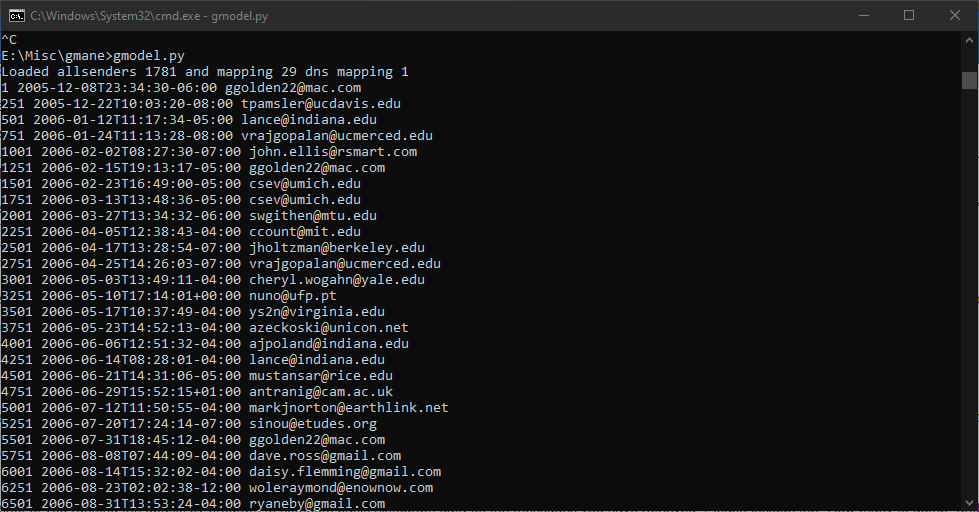 C:\Windows\System32\cmd.exe - gmodel.py
^C
E:\Misc\gmane>gmodel.py
Loaded allsenders 1781 and mapping 29 dns mapping 1
1 2005-12-08T23:34:30-06:00 ggolden22@mac.com
251 2005-12-22T10:03:20-08:00 tpamsler@ucdavis.edu
501 2006-01-12T11:17:34-05:00 lance@indiana.edu
751 2006-01-24T11:13:28-08:00 vrajgopalan@ucmerced.edu
1001 2006-02-02T08:27:30-07:00 john.ellis@rsmart.com
1251 2006-02-15T19:13:17-05:00 ggolden22@mac.com
1501 2006-02-23T16:49:00-05:00 csev@umich.edu
1751 2006-03-13T13:48:36-05:00 csev@umich.edu
2001 2006-03-27T13:34:32-06:00 swgithen@mtu.edu
2251 2006-04-05T12:38:43-04:00 ccount@mit.edu
2501 2006-04-17T13:28:54-07:00 jholtzman@berkeley.edu
2751 2006-04-25T14:26:03-07:00 vrajgopalan@ucmerced.edu
3001 2006-05-03T13:49:11-04:00 cheryl.wogahn@yale.edu
3251 2006-05-10T17:14:01+00:00 nuno@ufp.pt
3501 2006-05-17T10:37:49-04:00 ys2n@virginia.edu
3751 2006-05-23T14:52:13-04:00 azeckoski@unicon.net
4001 2006-06-06T12:51:32-04:00 ajpoland@indiana.edu
4251 2006-06-14T08:28:01-04:00 lance@indiana.edu
4501 2006-06-21T14:31:06-05:00 mustansar@rice.edu
4751 2006-06-29T15:52:15+01:00 antranig@cam.ac.uk
5001 2006-07-12T11:50:55-04:00 markjnorton@earthlink.net
5251 2006-07-20T17:24:14-07:00 sinou@etudes.org
5501 2006-07-31T18:45:12-04:00 ggolden22@mac.com
5751 2006-08-08T07:44:09-04:00 dave.ross@gmail.com
6001 2006-08-14T15:32:02-04:00 daisy.flemming@gmail.com
6251 2006-08-23T02:02:38-12:00 woleraymond@enownow.com
6501 2006-08-31T13:53:24-04:00 ryaneby@gmail.com